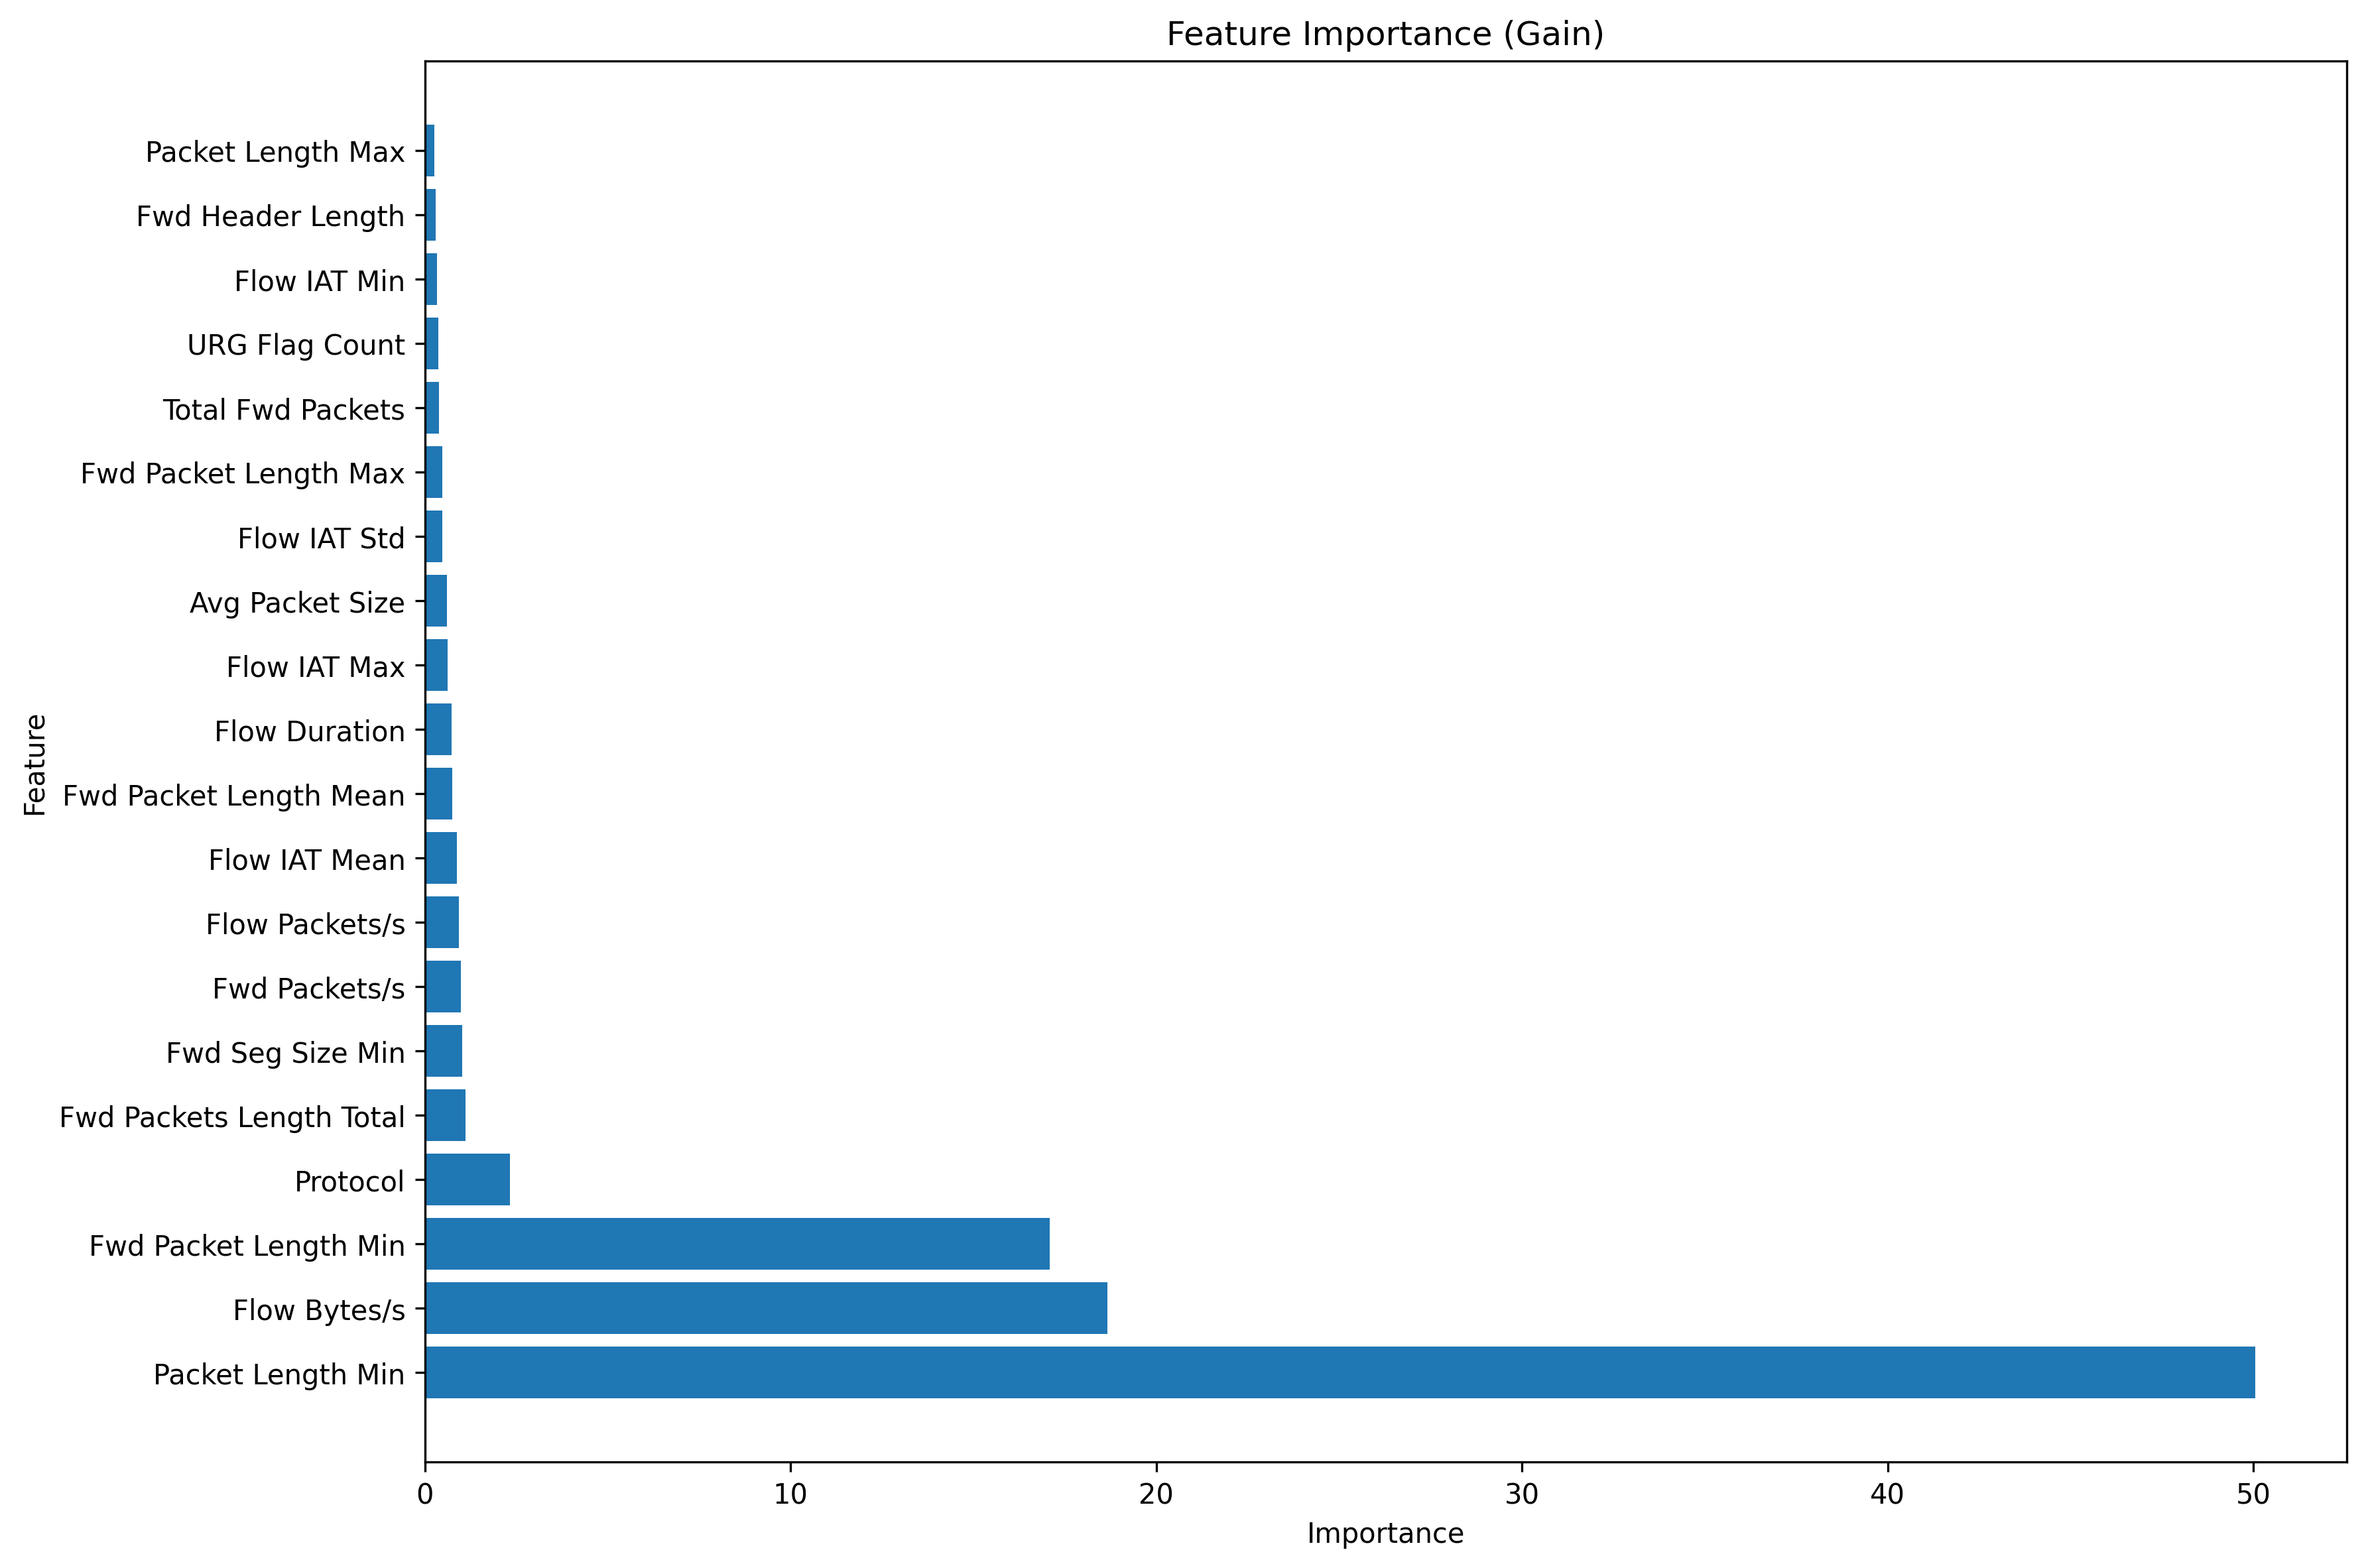 Feature Importance (Gain)
Packet Length Max
Fwd Header Length
Flow IAT Min
URG Flag Count
Total Fwd Packets
Fwd Packet Length Max
Flow IAT Std
Avg Packet Size
Flow IAT Max
Flow Duration
Fwd Packet Length Mean
Flow IAT Mean
Flow Packets/s
Fwd Packets/s
Fwd Seg Size Min
Fwd Packets Length Total
Protocol
Fwd Packet Length Min
Flow Bytes/s
Packet Length Min
Feature
0 10 20 30 40 50
Importance